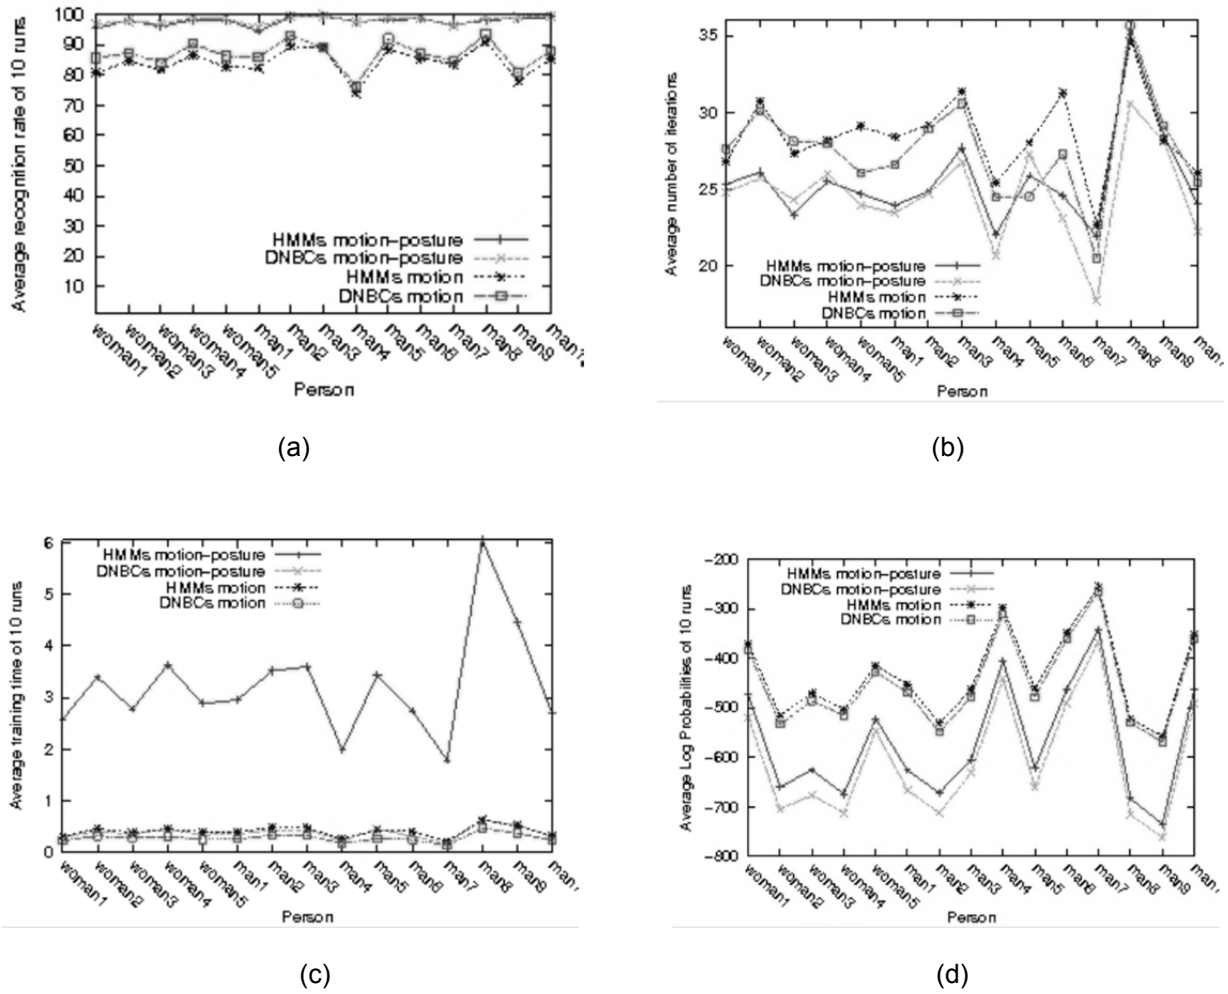 Average recognition rate of 10 runs
100
90
80
70
60
50
40
30
20
10
HMMs motion-posture
DNBCs motion-posture
HMMs motion
DNBCs motion
woman1
woman2
woman3
woman4
woman5
man1
man2
man3
man4
man5
man6
man7
man8
man9
Person
(a)
Average number of iterations
35
30
25
20
HMMs motion-posture
DNBCs motion-posture
HMMs motion
DNBCs motion
woman1
woman2
woman3
woman4
woman5
man1
man2
man3
man4
man5
man6
man7
man8
man9
Person
(b)
Average training time of 10 runs
6
5
4
3
2
1
0
HMMs motion-posture
DNBCs motion-posture
HMMs motion
DNBCs motion
woman1
woman2
woman3
woman4
woman5
man1
man2
man3
man4
man5
man6
man7
man8
man9
Person
(c)
Average Log Probabilities of 10 runs
-200
-300
-400
-500
-600
-700
-800
HMMs motion-posture
DNBCs motion-posture
HMMs motion
DNBCs motion
woman1
woman2
woman3
woman4
woman5
man1
man2
man3
man4
man5
man6
man7
man8
man9
Person
(d)